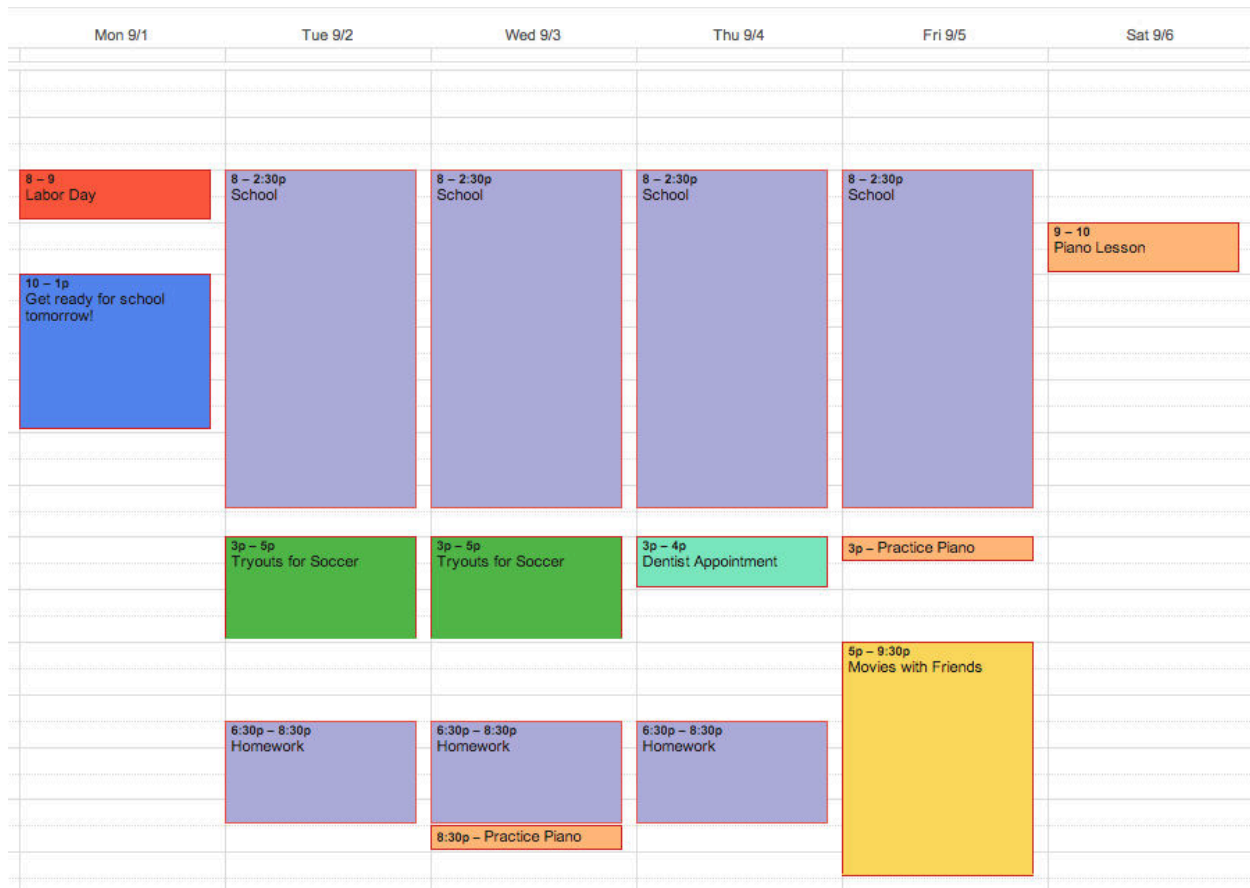 Mon 9/1
Tue 9/2
Wed 9/3
Thu 9/4
Fri 9/5
Sat 9/6
8 – 9
Labor Day
10 – 1p
Get ready for school
tomorrow!
8 – 2:30p
School
3p – 5p
Tryouts for Soccer
6:30p – 8:30p
Homework
8 – 2:30p
School
3p – 5p
Tryouts for Soccer
6:30p – 8:30p
Homework
8:30p – Practice Piano
8 – 2:30p
School
3p – 4p
Dentist Appointment
6:30p – 8:30p
Homework
8 – 2:30p
School
3p – Practice Piano
5p – 9:30p
Movies with Friends
9 – 10
Piano Lesson